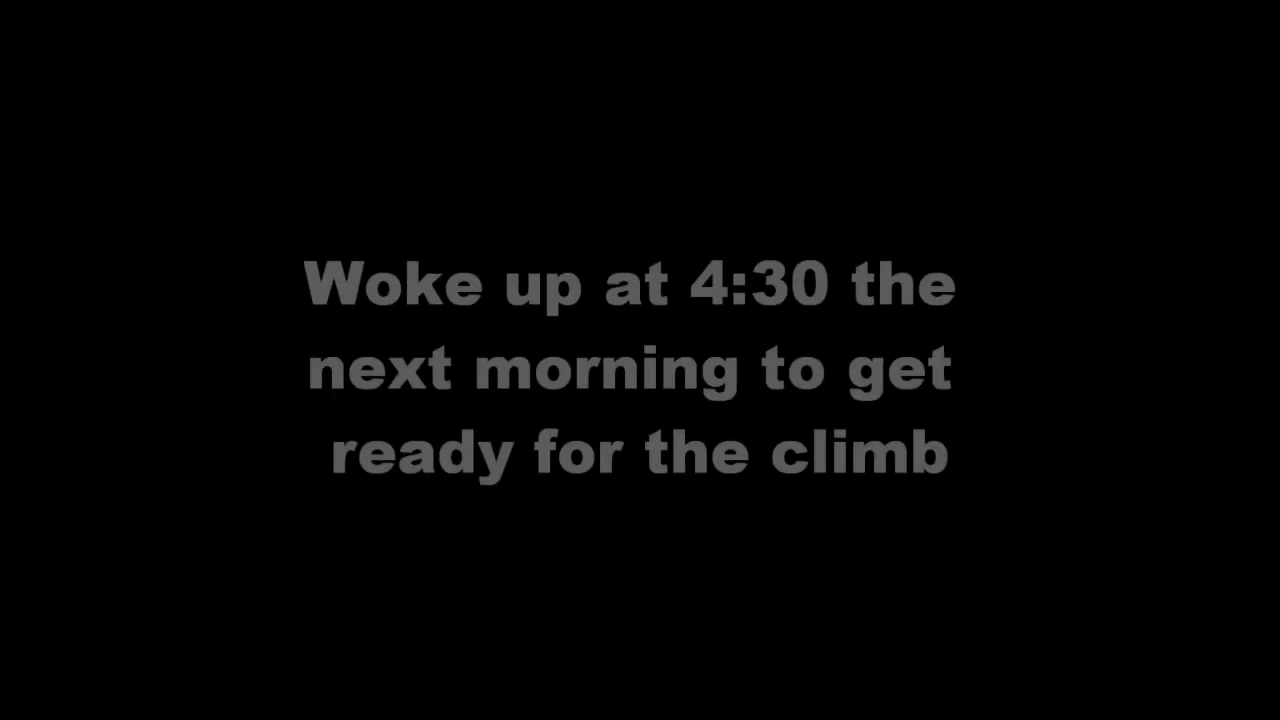 Woke up at 4:30 the
next morning to get
ready for the climb